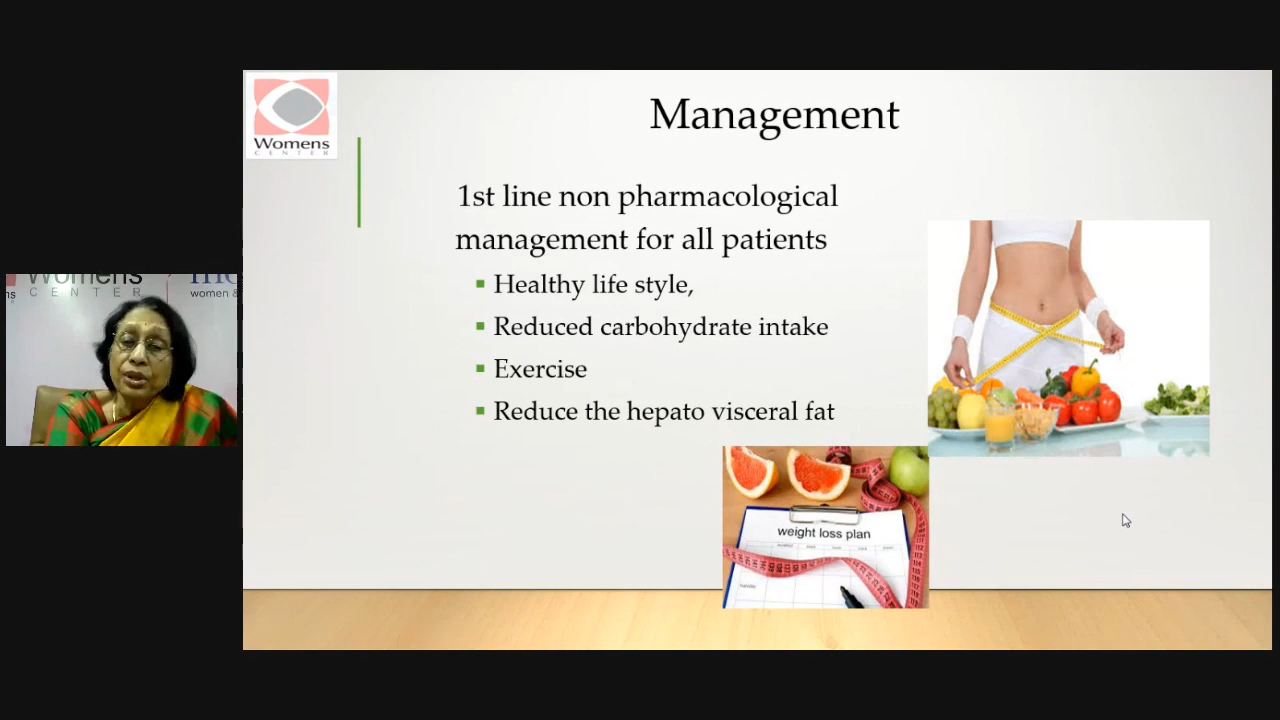 Womens
CENTER
Management
1st line non pharmacological
management for all patients
Healthy life style,
Reduced carbohydrate intake
Exercise
Reduce the hepato visceral fat
weight loss plan
Womens
CENTER
women &